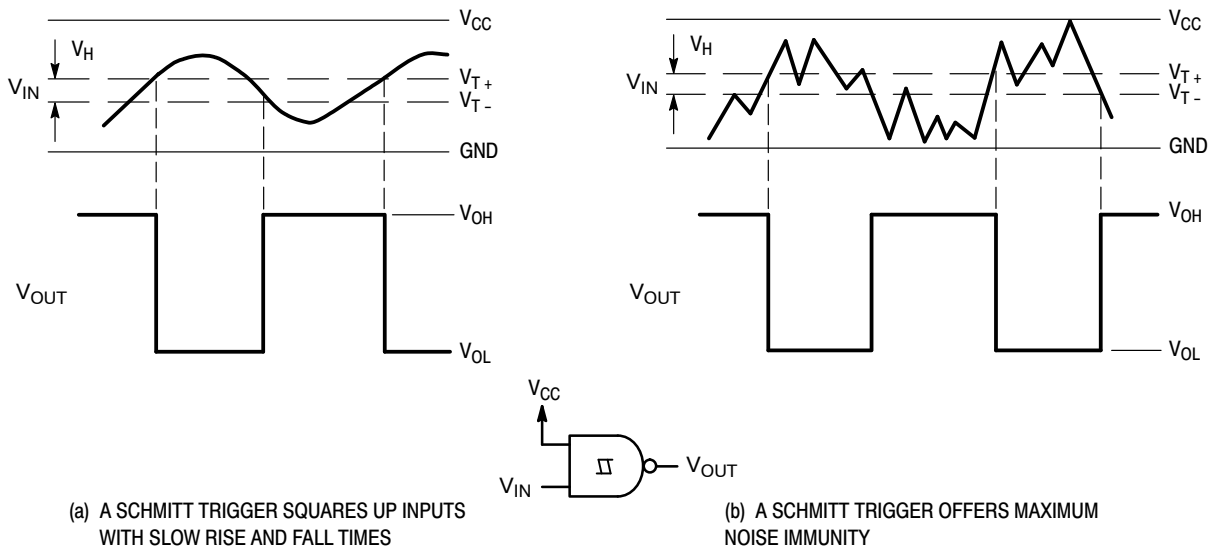 V_CC
V_H
V_IN
V_T+
V_T−
GND
V_OH
V_OUT
V_OL
V_CC
V_H
V_IN
V_T+
V_T−
GND
V_OH
V_OUT
V_OL
V_CC
V_IN
V_OUT
(a) A SCHMITT TRIGGER SQUARES UP INPUTS
WITH SLOW RISE AND FALL TIMES
(b) A SCHMITT TRIGGER OFFERS MAXIMUM
NOISE IMMUNITY